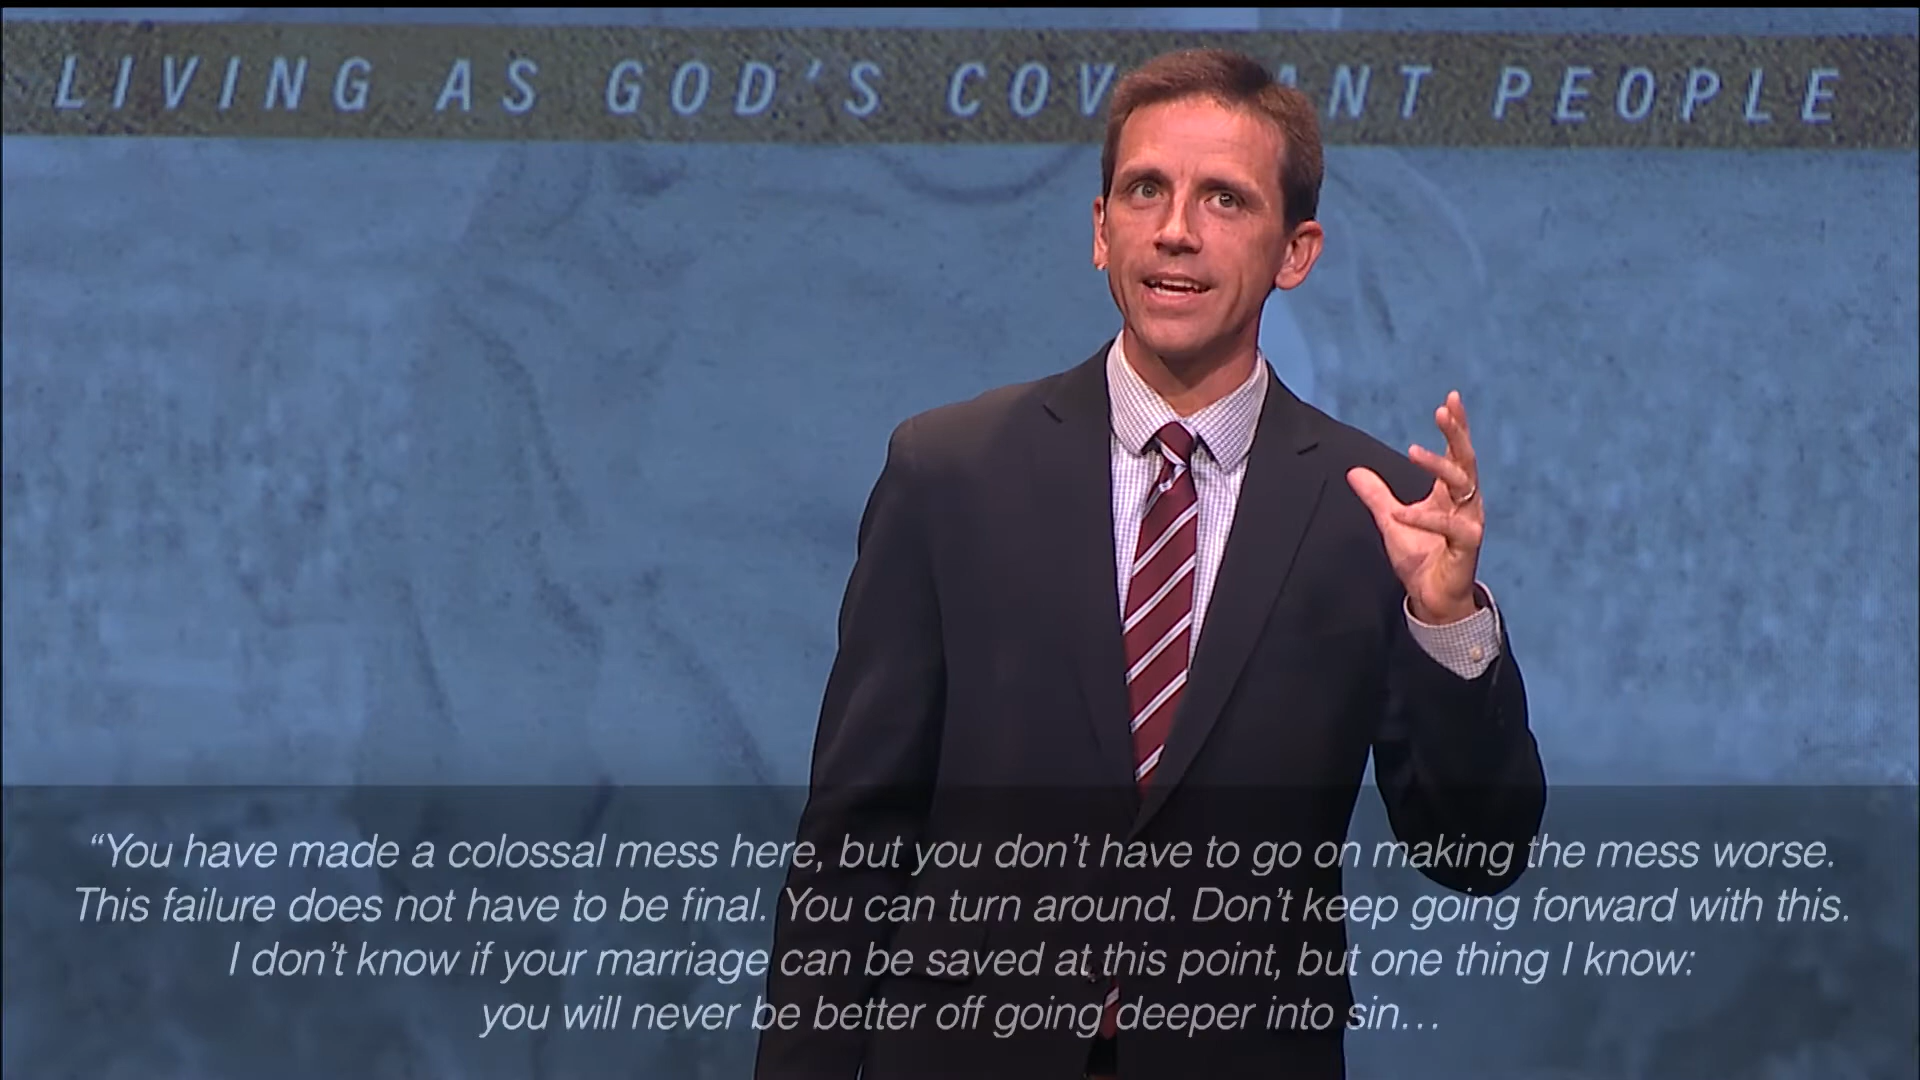 LIVING AS GOD'S COV ANT PEOPLE
“You have made a colossal mess here, but you don’t have to go on making the mess worse.
This failure does not have to be final. You can turn around. Don’t keep going forward with this.
I don’t know if your marriage can be saved at this point, but one thing I know:
you will never be better off going deeper into sin…